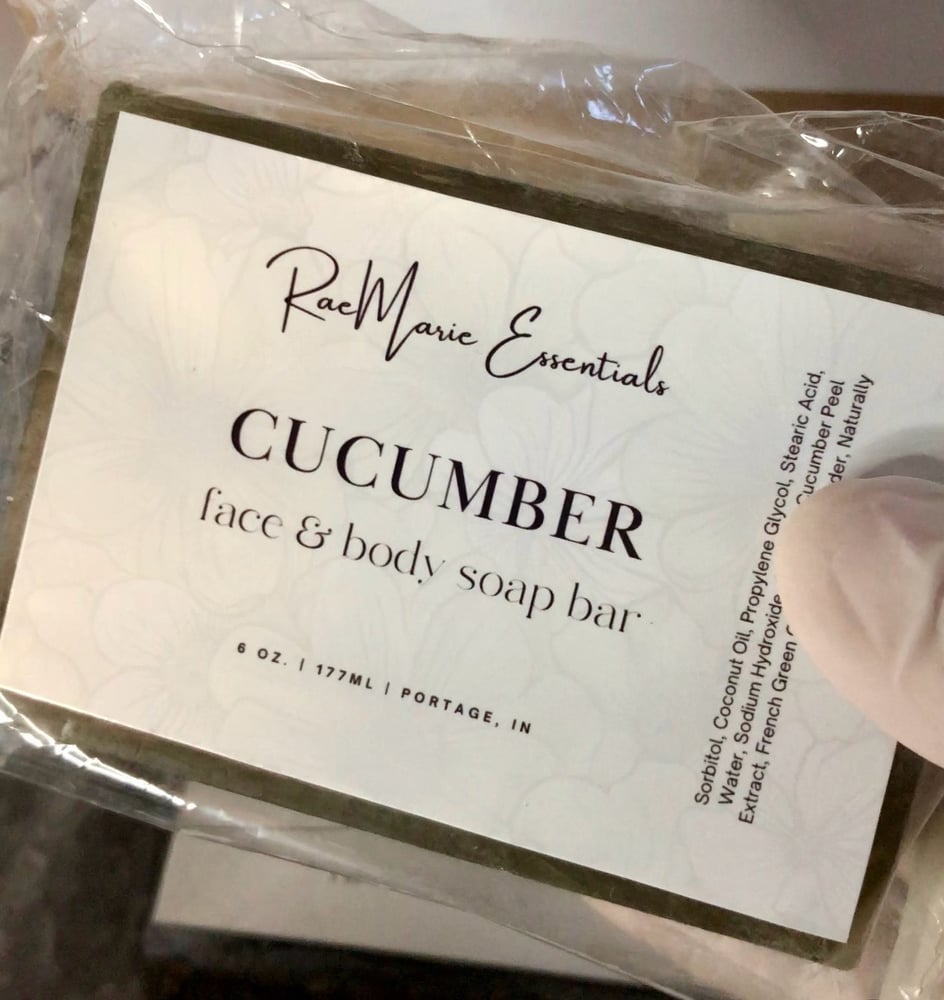 RaeMarie Essentials
CUCUMBER
face & body soap bar
6 OZ. | 177ML | PORTAGE, IN
Sorbitol, Coconut Oil, Propylene Glycol, Stearic Acid,
Water, Sodium Hydroxide Cucumber Peel
Extract, French Green Naturally